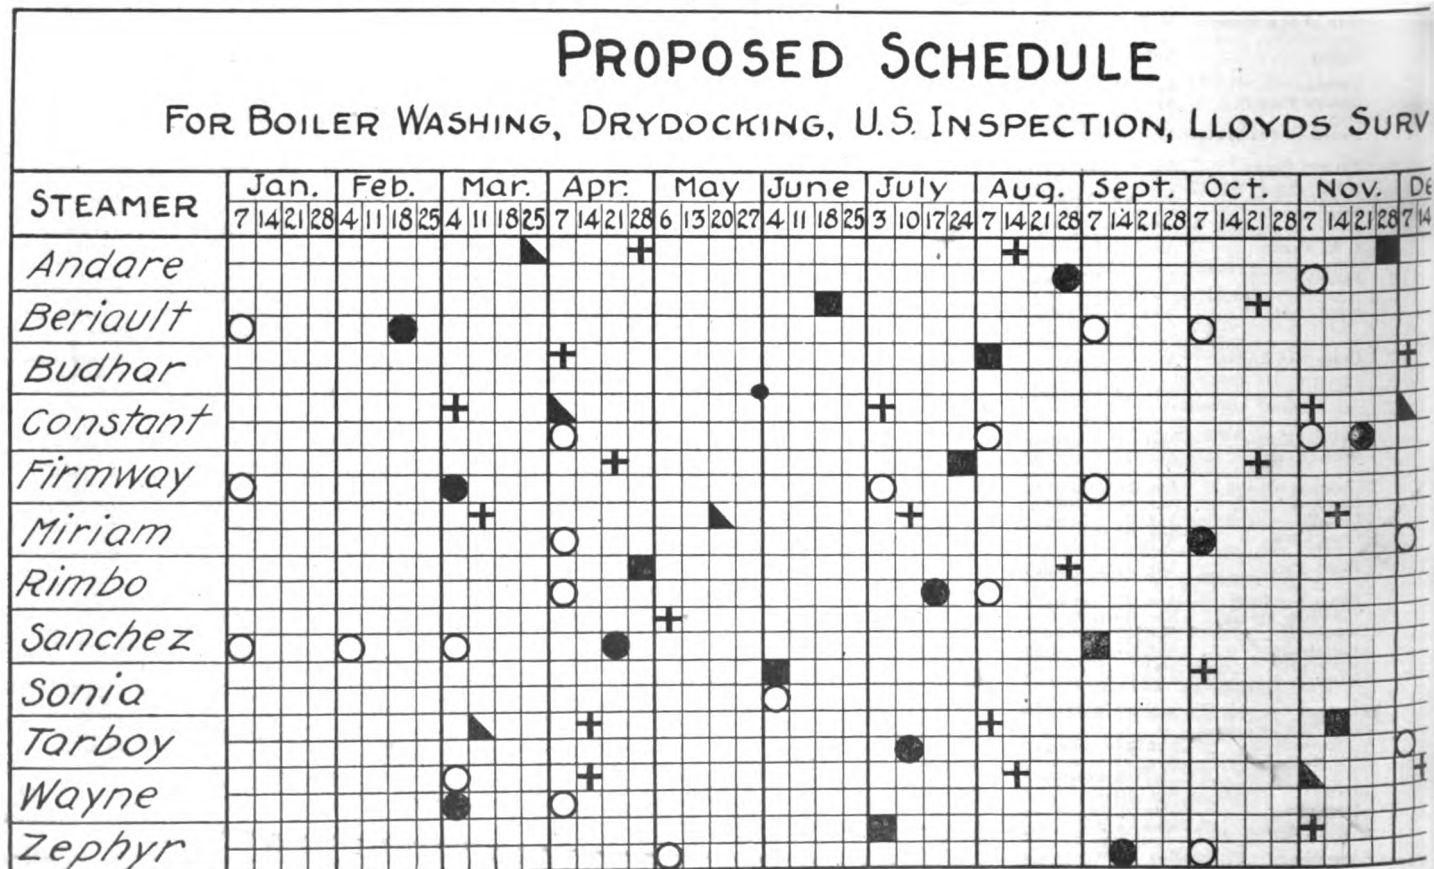 PROPOSED SCHEDULE
FOR BOILER WASHING, DRYDOCKING, U.S. INSPECTION, LLOYDS SURV
STEAMER Jan. Feb. Mar. Apr. May June July Aug. Sept. Oct. Nov. DE
7 14 21 28 4 11 18 25 4 11 18 25 7 14 21 28 6 13 20 27 4 11 18 25 3 10 17 24 7 14 21 28 7 14 21 28 7 14 21 28 7 14 21 28 7 14
Andare
Beriault
Budhar
Constant
Firmway
Miriam
Rimbo
Sanchez
Sonia
Tarboy
Wayne
Zephyr